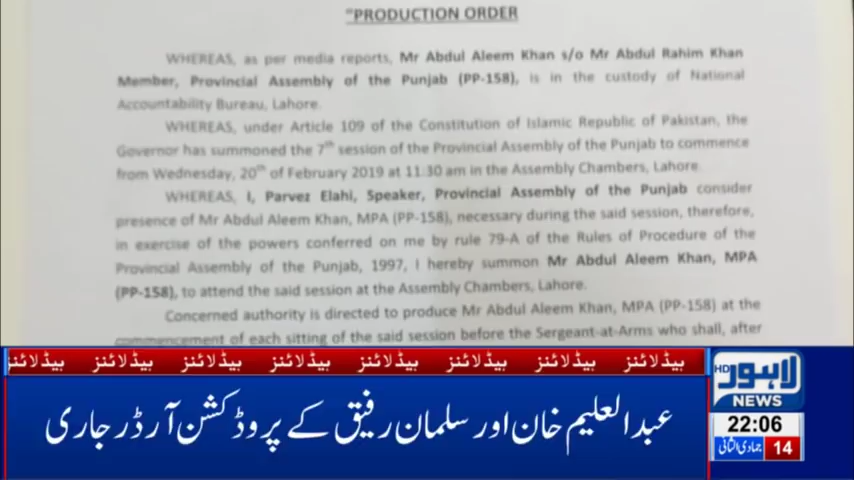 "PRODUCTION ORDER
WHEREAS, as per media reports, Mr Abdul Aleem Khan s/o Mr Abdul Rahim Khan
Member, Provincial Assembly of the Punjab (PP-158), is in the custody of National
Accountability Bureau, Lahore.
WHEREAS, under Article 109 of the Constitution of Islamic Republic of Pakistan, the
Governor has summoned the 7th session of the Provincial Assembly of the Punjab to commence
from Wednesday, 20th of February 2019 at 11.30 am in the Assembly Chambers, Lahore.
WHEREAS, I, Parvez Elahi, Speaker, Provincial Assembly of the Punjab consider
presence of Mr Abdul Aleem Khan, MPA (PP-158), necessary during the said session, therefore,
in exercise of the powers conferred on me by rule 79-A of the Rules of Procedure of the
Provincial Assembly of the Punjab, 1997, I hereby summon Mr Abdul Aleem Khan, MPA
(PP-158), to attend the said session at the Assembly Chambers, Lahore.
Concerned authority is directed to produce Mr Abdul Aleem Khan, MPA (PP-158) at the
commencement of each sitting of the said session before the Sergeant-at-Arms who shall, after
ہیڈلائنز ہیڈلائنز ہیڈلائنز ہیڈلائنز ہیڈلائنز ہیڈلائنز ہیڈلائنز ہیڈلائنز
عبدالعلیم خان اور سلمان رفیق کے پروڈکشن آرڈر جاری
HD لاہور
NEWS
22:06
14 جمادی الثانی